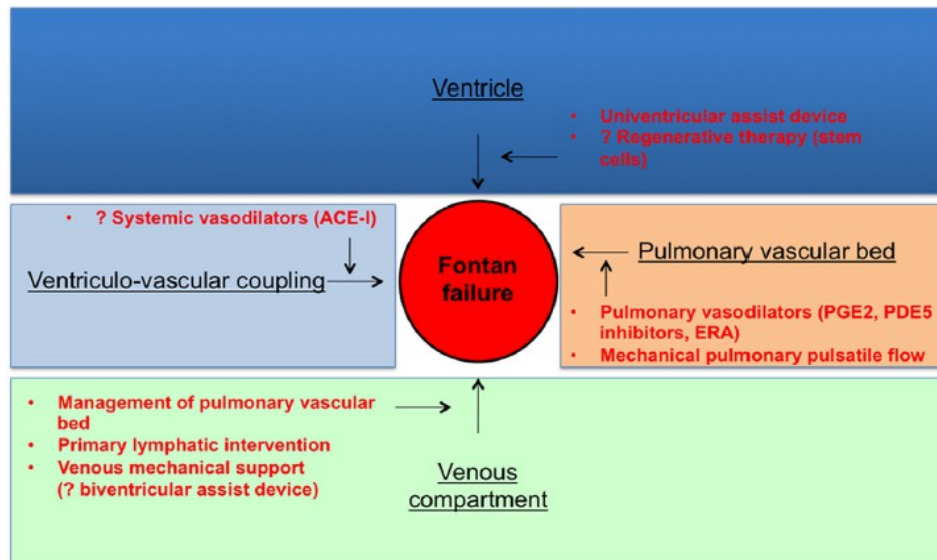 Ventricle
• Univentricular assist device
• ? Regenerative therapy (stem
cells)
• ? Systemic vasodilators (ACE-I)
Ventriculo-vascular coupling
Fontan
failure
Pulmonary vascular bed
• Pulmonary vasodilators (PGE2, PDE5
inhibitors, ERA)
• Mechanical pulmonary pulsatile flow
• Management of pulmonary vascular
bed
• Primary lymphatic intervention
• Venous mechanical support
(? biventricular assist device)
Venous
compartment